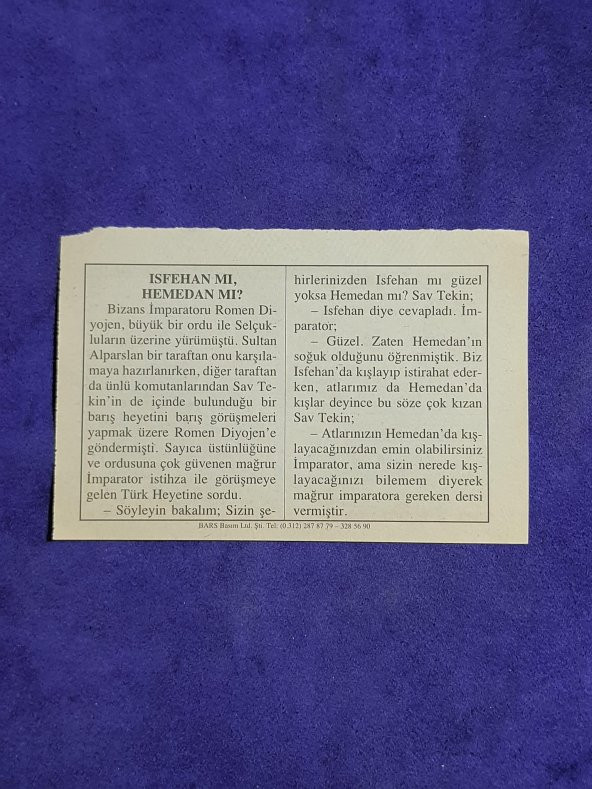 ISFEHAN MI,
HEMEDAN MI?
Bizans İmparatoru Romen Di-
yojen, büyük bir ordu ile Selçuk-
luların üzerine yürümüştü. Sultan
Alparslan bir taraftan onu karşıla-
maya hazırlanırken, diğer taraftan
da ünlü komutanlarından Sav Te-
kin'in de içinde bulunduğu bir
barış heyetini barış görüşmeleri
yapmak üzere Romen Diyojen'e
göndermişti. Sayıca üstünlüğüne
ve ordusuna çok güvenen mağrur
İmparator istihza ile görüşmeye
gelen Türk Heyetine sordu.
– Söyleyin bakalım; Sizin şe-
hirlerinizden Isfehan mı güzel
yoksa Hemedan mı? Sav Tekin;
– Isfehan diye cevapladı. İm-
parator;
– Güzel. Zaten Hemedan'ın
soğuk olduğunu öğrenmiştik. Biz
Isfehan'da kışlayıp istirahat eder-
ken, atlarımız da Hemedan'da
kışlar deyince bu söze çok kızan
Sav Tekin;
– Atlarınızın Hemedan'da kış-
layacağınızdan emin olabilirsiniz
İmparator, ama sizin nerede kış-
layacağınızı bilemem diyerek
mağrur imparatora gereken dersi
vermiştir.
BARS Basım Ltd. Şti. Tel: (0.312) 287 87 79 – 328 56 90